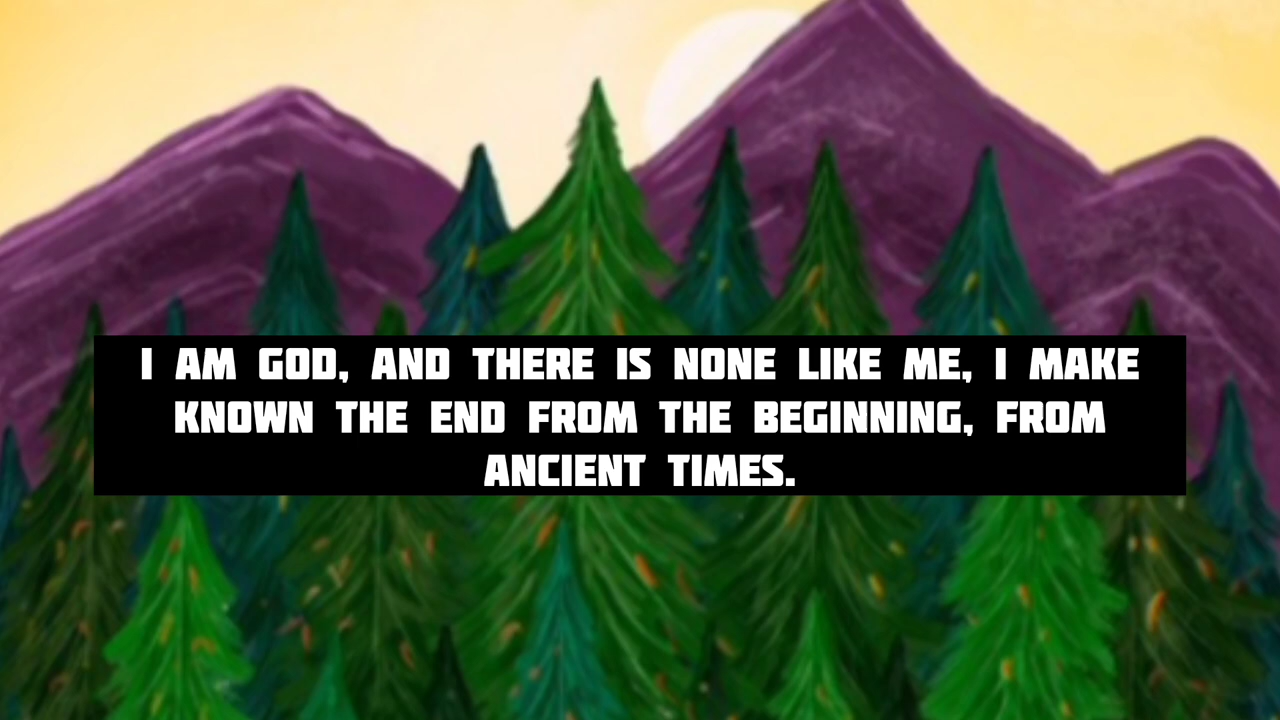 I AM GOD, AND THERE IS NONE LIKE ME, I MAKE
KNOWN THE END FROM THE BEGINNING, FROM
ANCIENT TIMES.